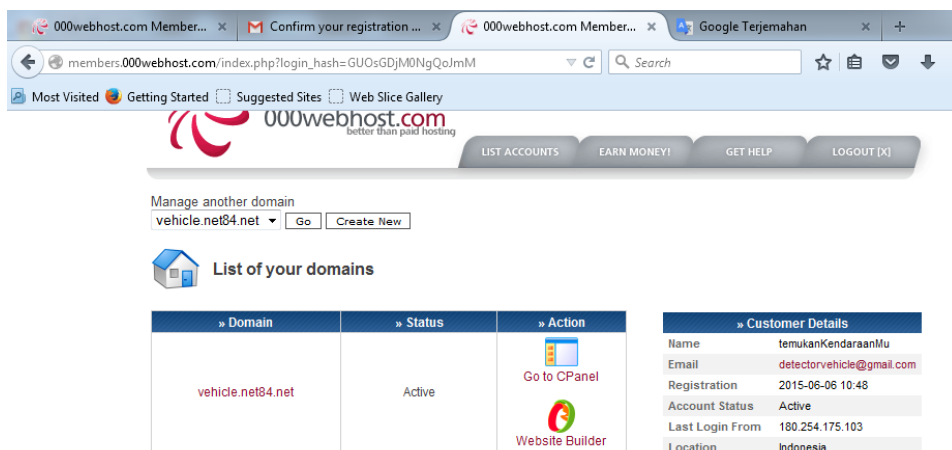 000webhost.com Member... × Confirm your registration ... × 000webhost.com Member... × Google Terjemahan × +
members.000webhost.com/index.php?login_hash=GUOsGDjM0NgQoJmM Search
Most Visited Getting Started Suggested Sites Web Slice Gallery
000webhost.com
better than paid hosting
LIST ACCOUNTS EARN MONEY! GET HELP LOGOUT [X]
Manage another domain
vehicle.net84.net Go Create New
List of your domains
» Domain » Status » Action » Customer Details
Name temukanKendaraanMu
Email detectorvehicle@gmail.com
Go to CPanel
Registration 2015-06-06 10:48
vehicle.net84.net Active
Account Status Active
Last Login From 180.254.175.103
Website Builder
Location Indonesia